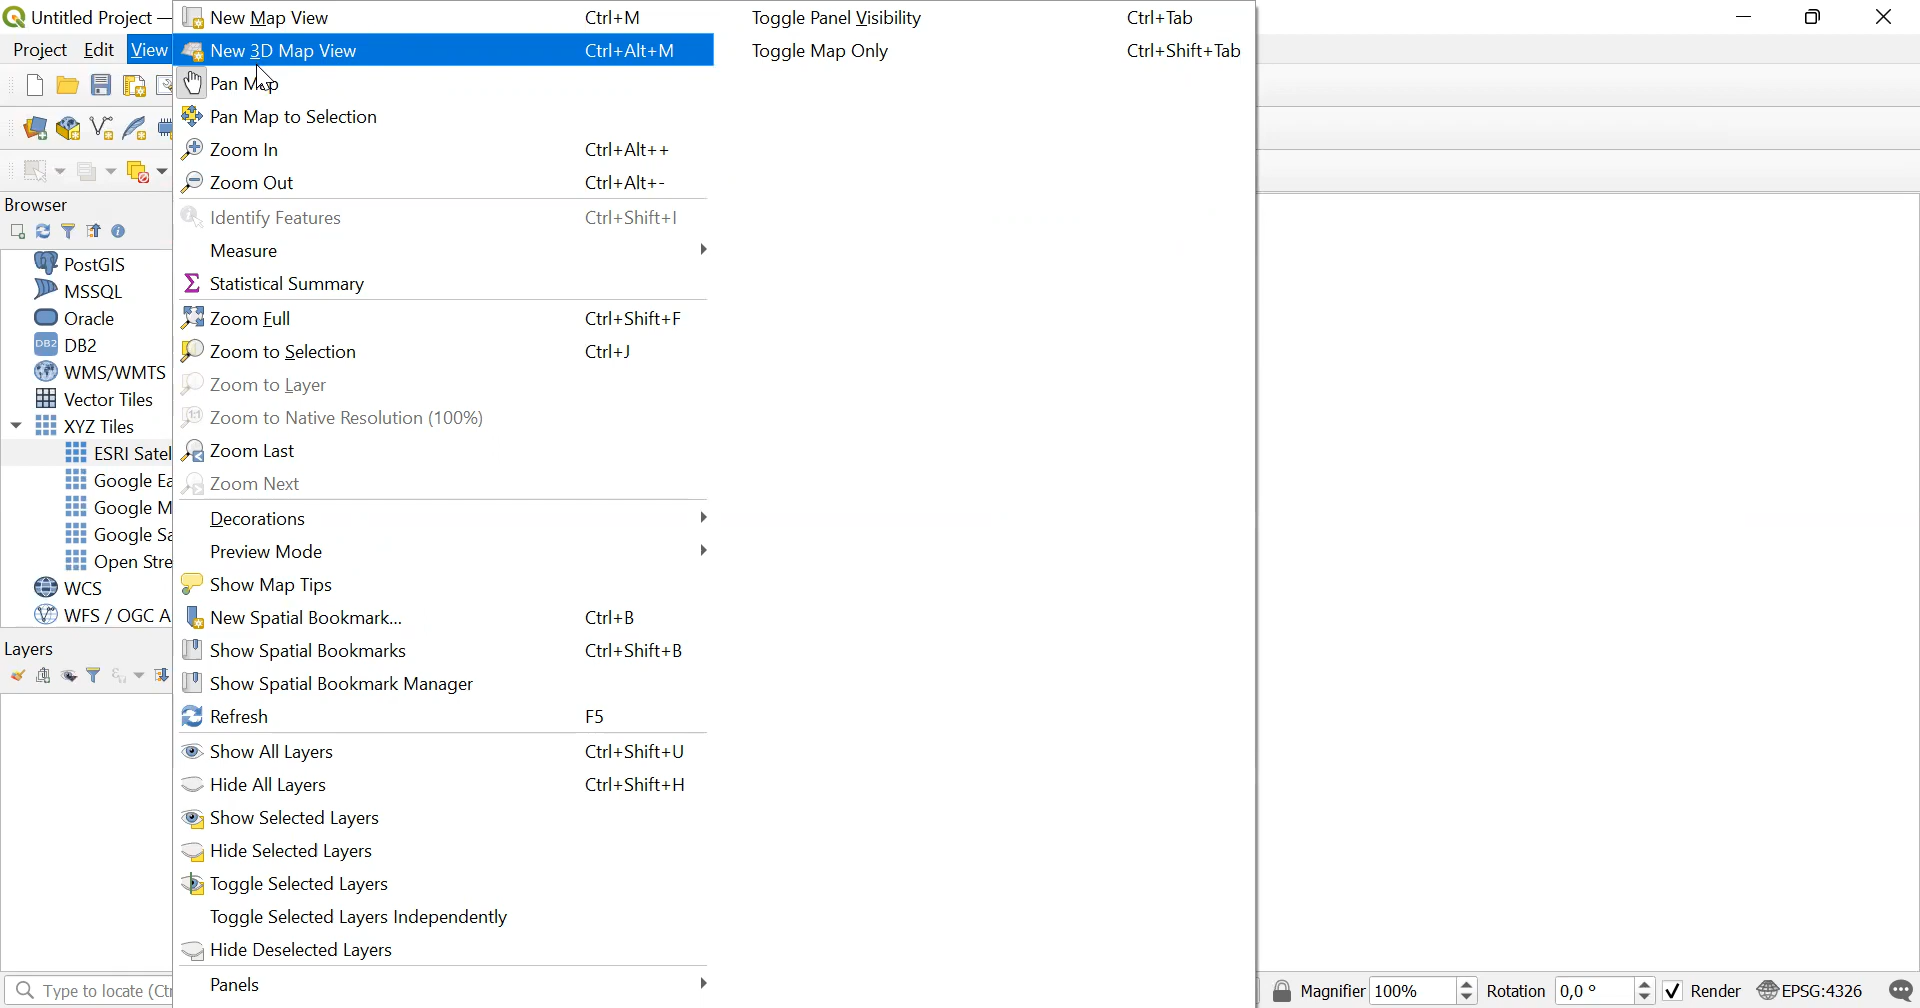 Untitled Project —
Project Edit View
New Map View Ctrl+M
New 3D Map View Ctrl+Alt+M
Pan Map
Pan Map to Selection
Zoom In Ctrl+Alt++
Zoom Out Ctrl+Alt+-
Identify Features Ctrl+Shift+I
Measure
Statistical Summary
Zoom Full Ctrl+Shift+F
Zoom to Selection Ctrl+J
Zoom to Layer
Zoom to Native Resolution (100%)
Zoom Last
Zoom Next
Decorations
Preview Mode
Show Map Tips
New Spatial Bookmark... Ctrl+B
Show Spatial Bookmarks Ctrl+Shift+B
Show Spatial Bookmark Manager
Refresh F5
Show All Layers Ctrl+Shift+U
Hide All Layers Ctrl+Shift+H
Show Selected Layers
Hide Selected Layers
Toggle Selected Layers
Toggle Selected Layers Independently
Hide Deselected Layers
Panels
Toggle Panel Visibility Ctrl+Tab
Toggle Map Only Ctrl+Shift+Tab
Browser
PostGIS
MSSQL
Oracle
DB2 DB2
WMS/WMTS
Vector Tiles
XYZ Tiles
ESRI Satel
Google Ea
Google M
Google Sa
Open Stre
WCS
WFS / OGC A
Layers
Type to locate (Ctr
Magnifier 100% Rotation 0,0 ° Render EPSG:4326